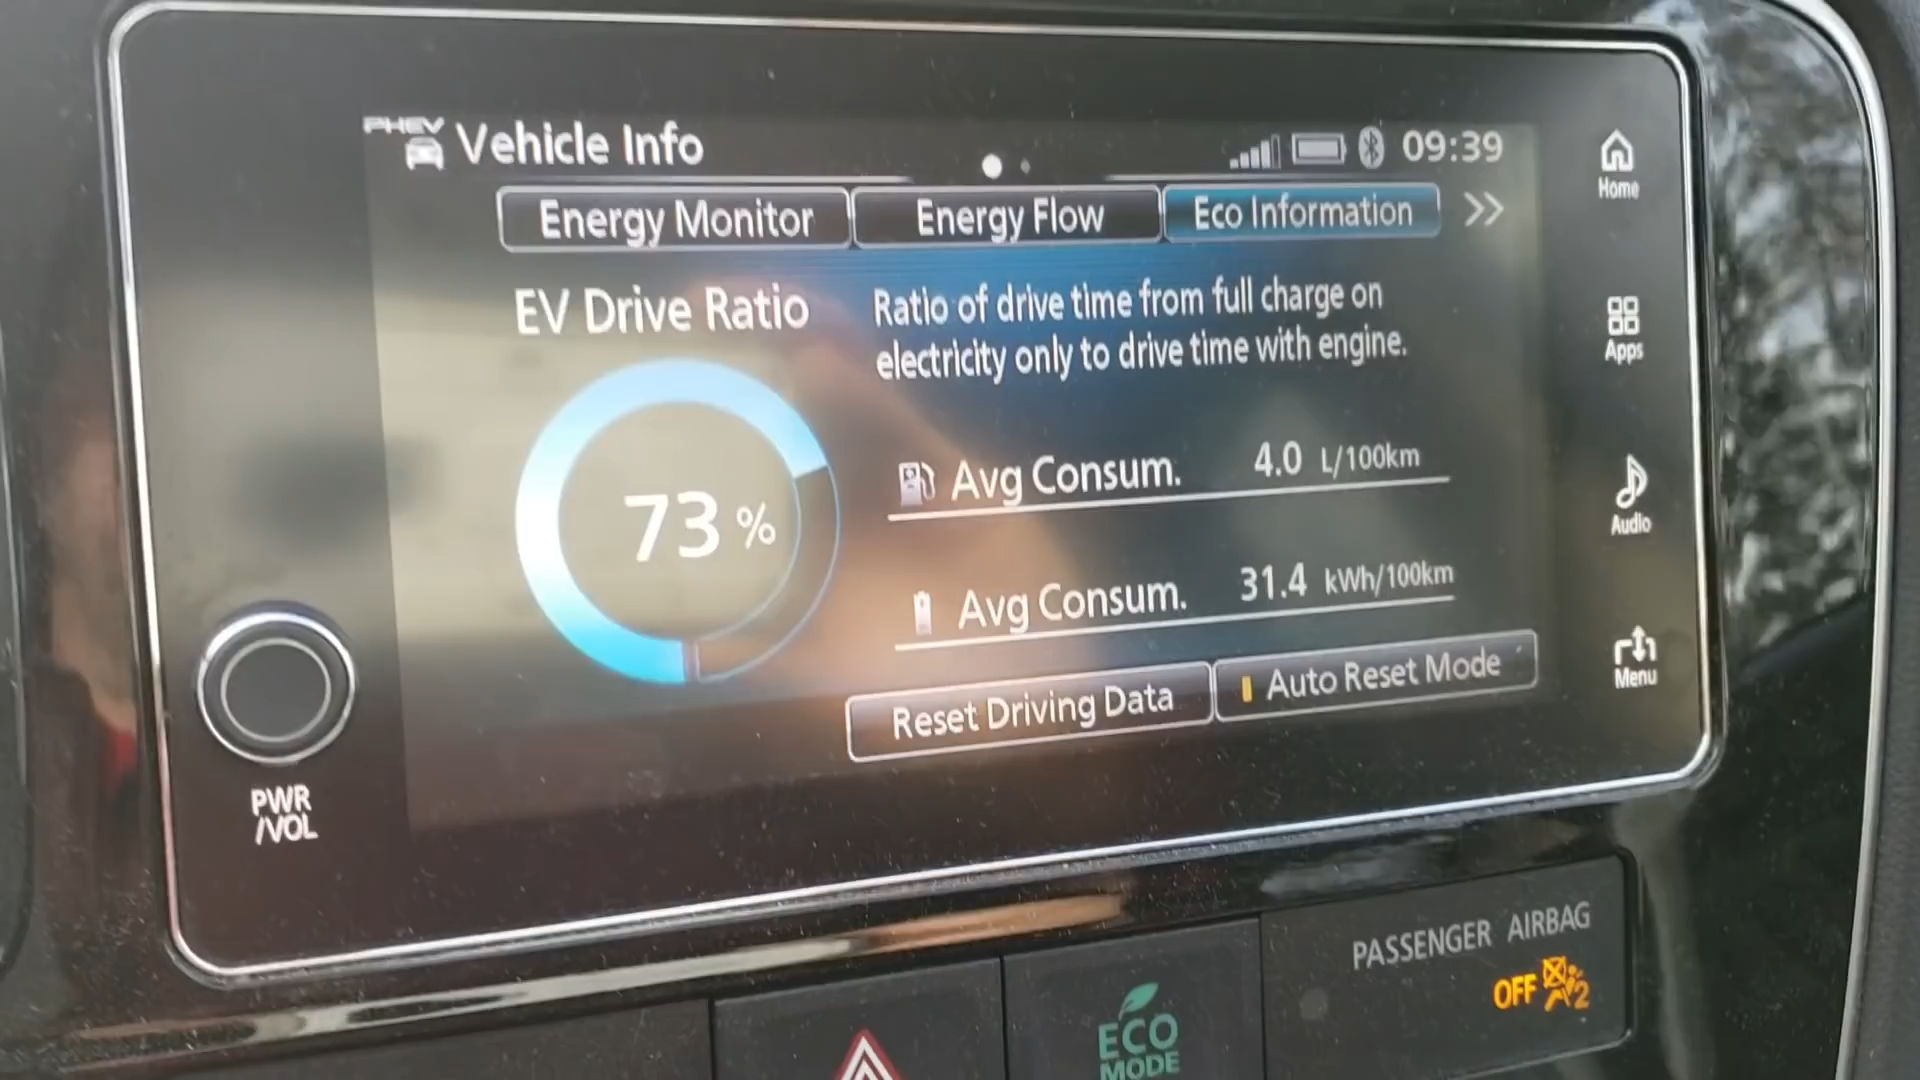 PHEV
Vehicle Info
09:39
Energy Monitor
Energy Flow
Eco Information
EV Drive Ratio
Ratio of drive time from full charge on
electricity only to drive time with engine.
73 %
Avg Consum. 4.0 L/100km
Avg Consum. 31.4 kWh/100km
Reset Driving Data
Auto Reset Mode
Home
Apps
Audio
Menu
PWR
/VOL
PASSENGER AIRBAG
OFF 2
ECO
MODE